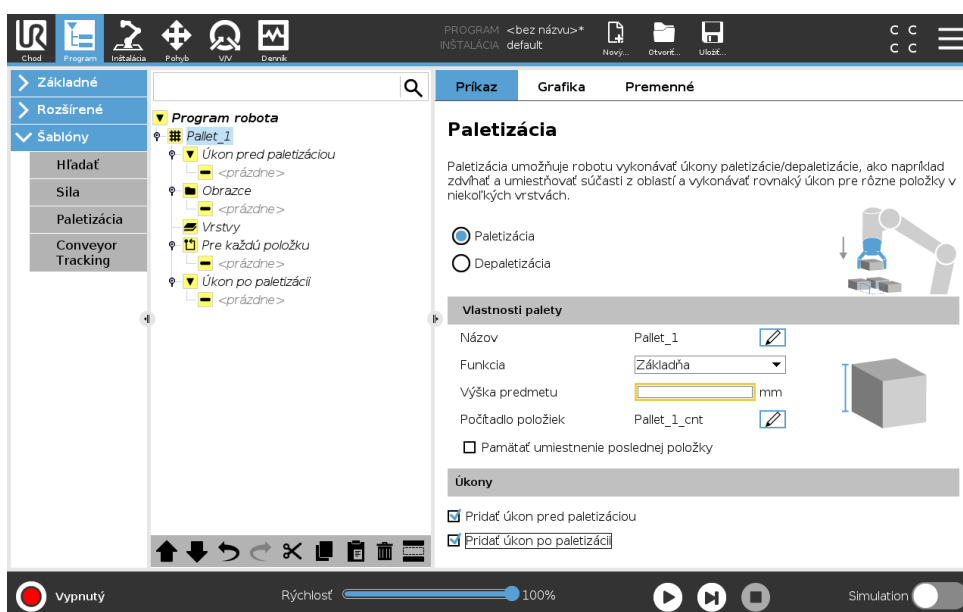 UR
PROGRAM <bez názvu>*
INŠTALÁCIA default
Chod
Program
Inštalácia
Pohyb
V/V
Denník
Nový...
Otvoriť...
Uložiť...
C C
C C
Základné
Rozšírené
Šablóny
Hľadať
Sila
Paletizácia
Conveyor
Tracking
Program robota
Pallet_1
Úkon pred paletizáciou
<prázdne>
Obrazce
<prázdne>
Vrstvy
Pre každú položku
<prázdne>
Úkon po paletizácii
<prázdne>
Príkaz
Grafika
Premenné
Paletizácia
Paletizácia umožňuje robotu vykonávať úkony paletizácie/depaletizácie, ako napríklad
zdvíhať a umiestňovať súčasti z oblastí a vykonávať rovnaký úkon pre rôzne položky v
niekoľkých vrstvách.
Paletizácia
Depaletizácia
Vlastnosti palety
Názov Pallet_1
Funkcia Základňa
Výška predmetu mm
Počítadlo položiek Pallet_1_cnt
Pamätať umiestnenie poslednej položky
Úkony
Pridať úkon pred paletizáciou
Pridať úkon po paletizácii
Vypnutý
Rýchlosť 100%
Simulation